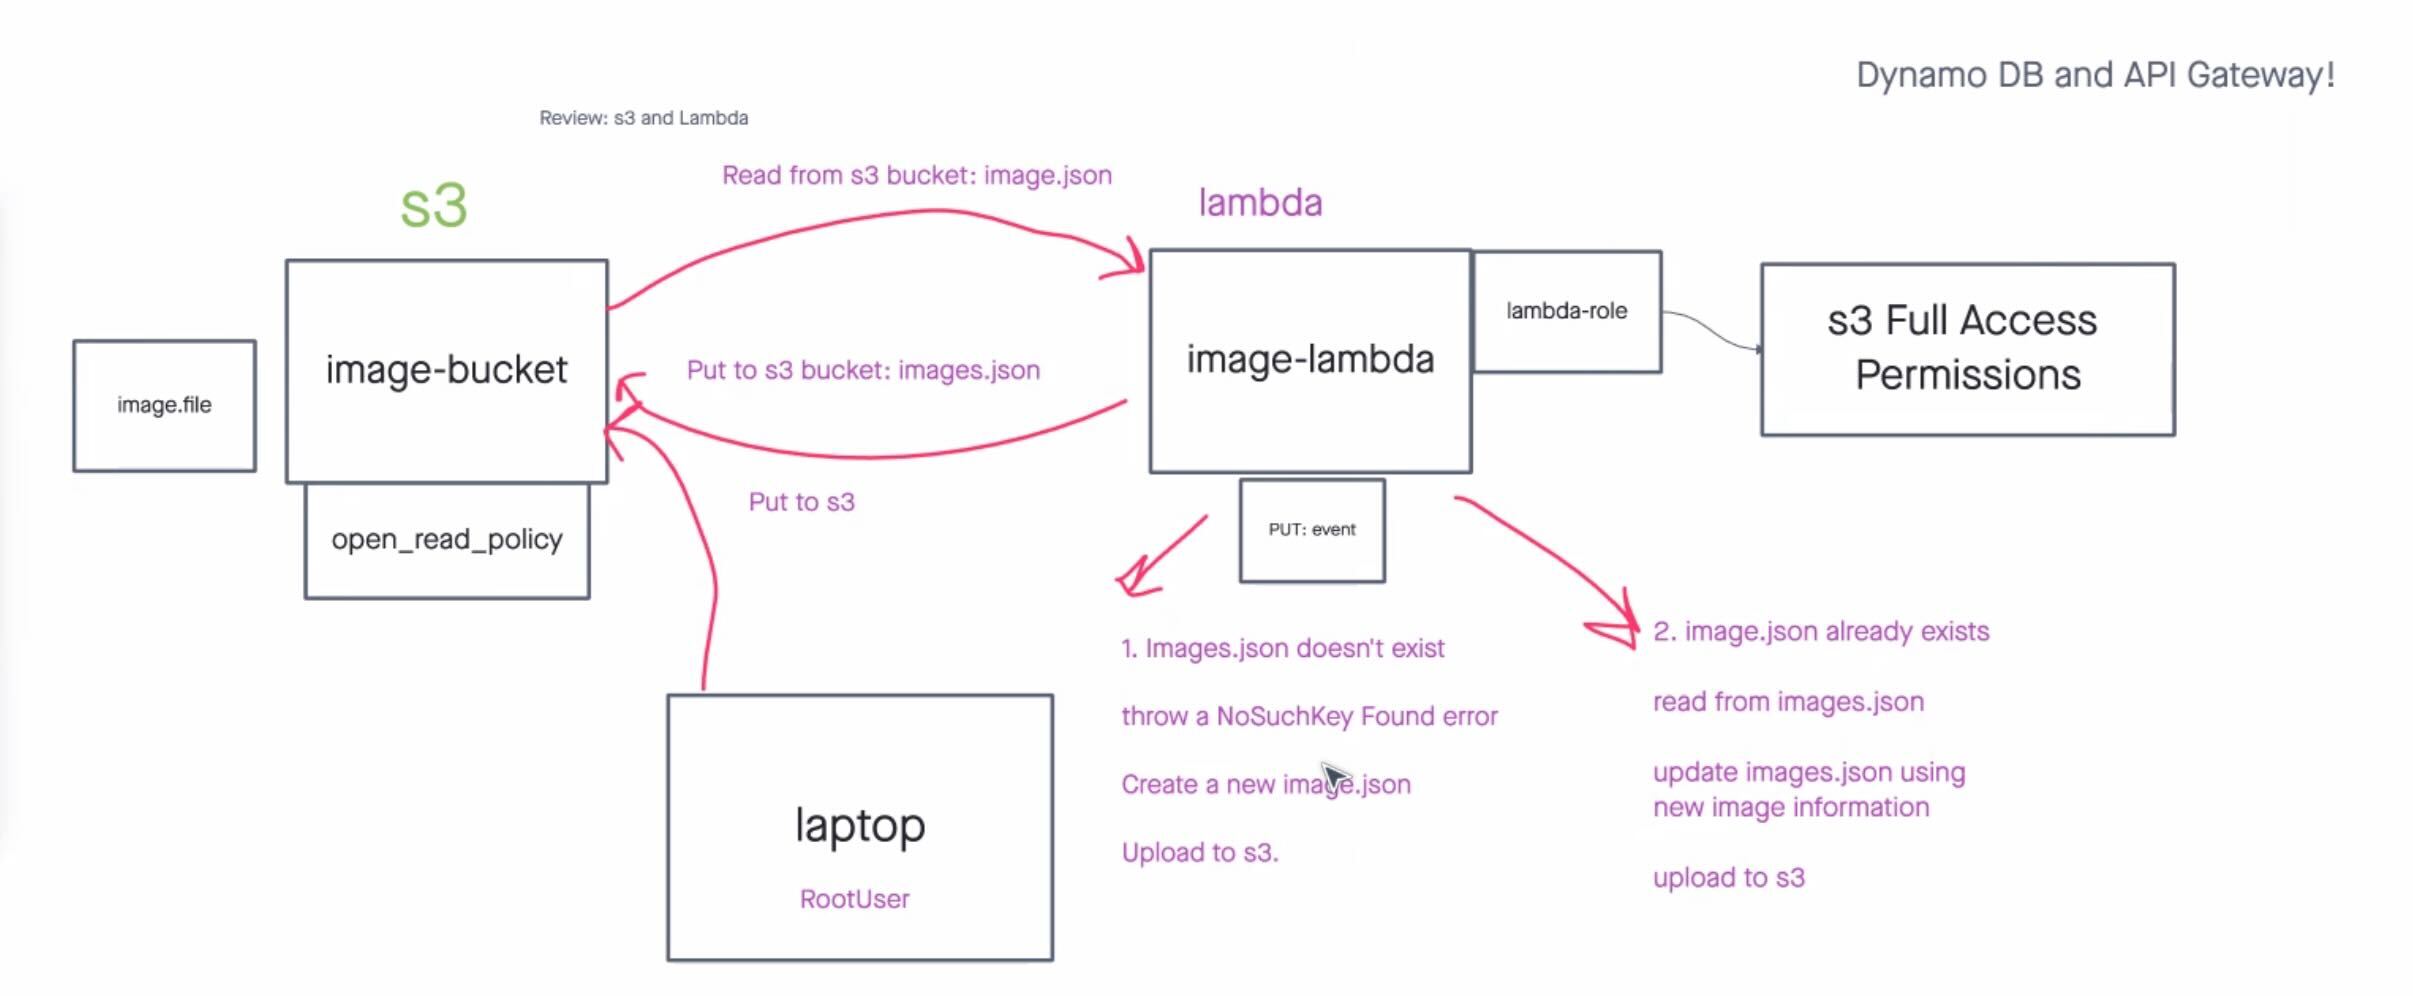 Dynamo DB and API Gateway!
Review: s3 and Lambda
s3
Read from s3 bucket: image.json
lambda
image.file
image-bucket
open_read_policy
Put to s3 bucket: images.json
Put to s3
image-lambda
lambda-role
s3 Full Access
Permissions
PUT: event
laptop
RootUser
1. Images.json doesn't exist
throw a NoSuchKey Found error
Create a new image.json
Upload to s3.
2. image.json already exists
read from images.json
update images.json using
new image information
upload to s3